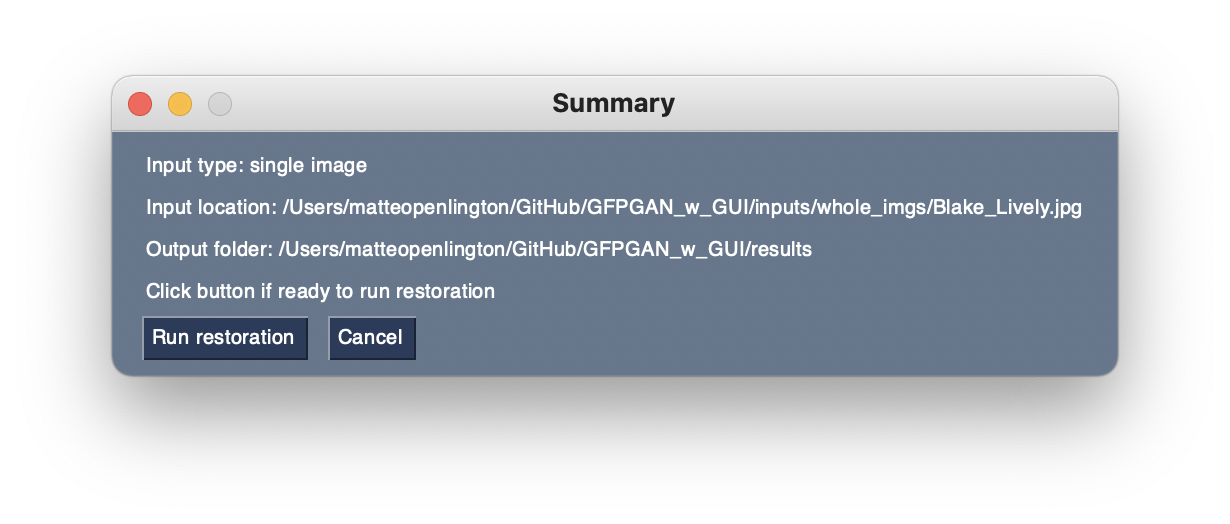 Summary
Input type: single image
Input location: /Users/matteopenlington/GitHub/GFPGAN_w_GUI/inputs/whole_imgs/Blake_Lively.jpg
Output folder: /Users/matteopenlington/GitHub/GFPGAN_w_GUI/results
Click button if ready to run restoration
Run restoration Cancel